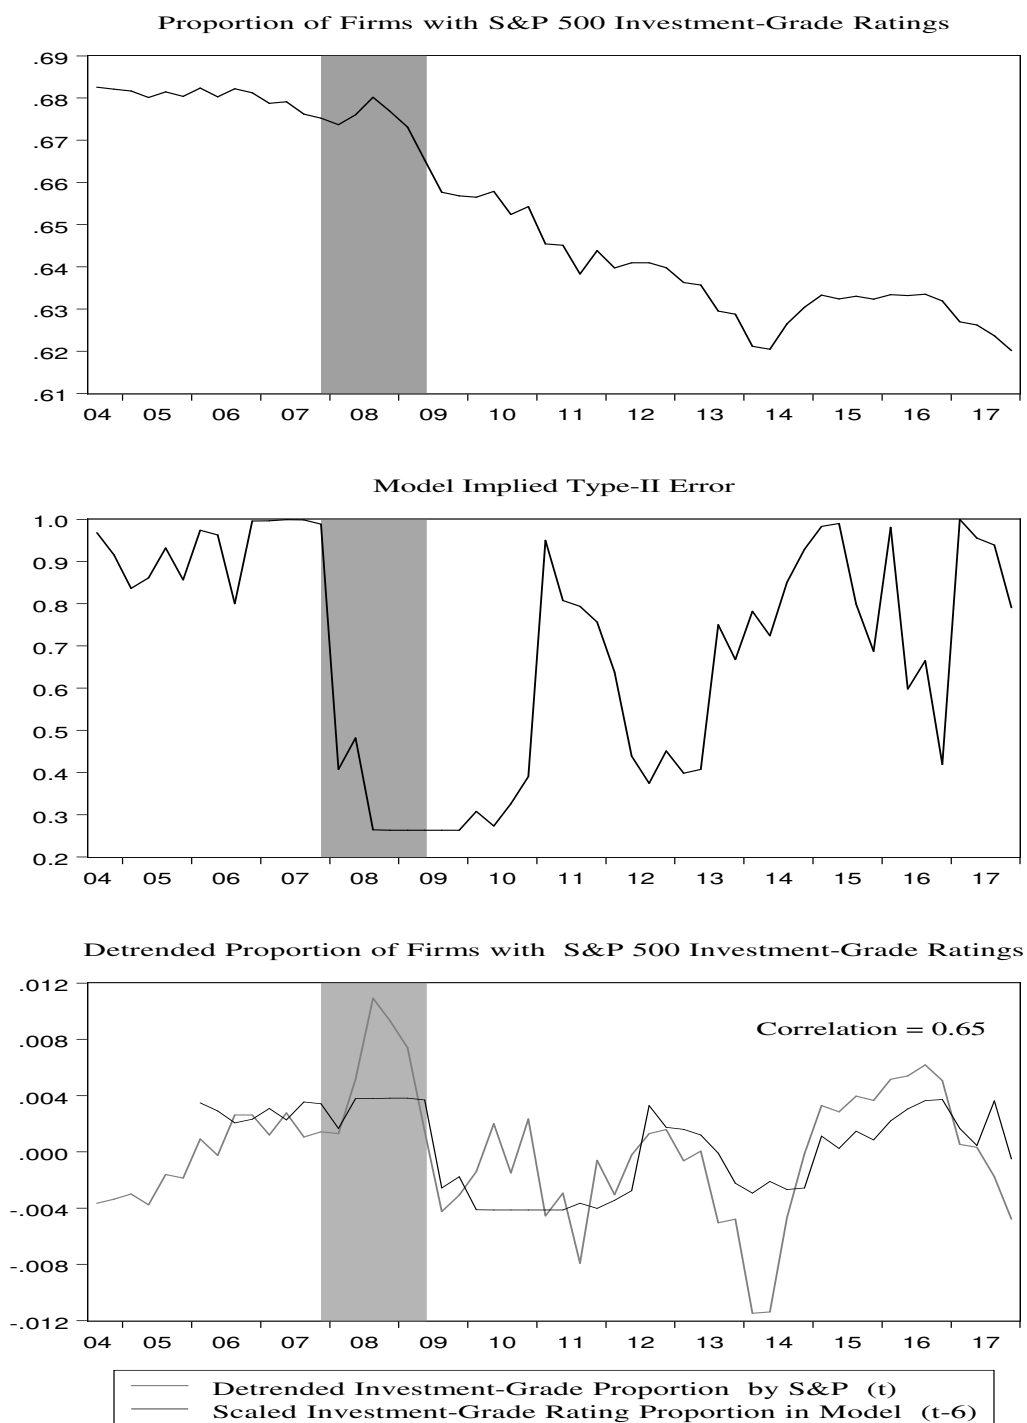 Proportion of Firms with S&P 500 Investment-Grade Ratings
.69
.68
.67
.66
.65
.64
.63
.62
.61
04 05 06 07 08 09 10 11 12 13 14 15 16 17
Model Implied Type-II Error
1.0
0.9
0.8
0.7
0.6
0.5
0.4
0.3
0.2
04 05 06 07 08 09 10 11 12 13 14 15 16 17
Detrended Proportion of Firms with S&P 500 Investment-Grade Ratings
.012
.008
.004
.000
-.004
-.008
-.012
Correlation = 0.65
04 05 06 07 08 09 10 11 12 13 14 15 16 17
Detrended Investment-Grade Proportion by S&P (t)
Scaled Investment-Grade Rating Proportion in Model (t-6)